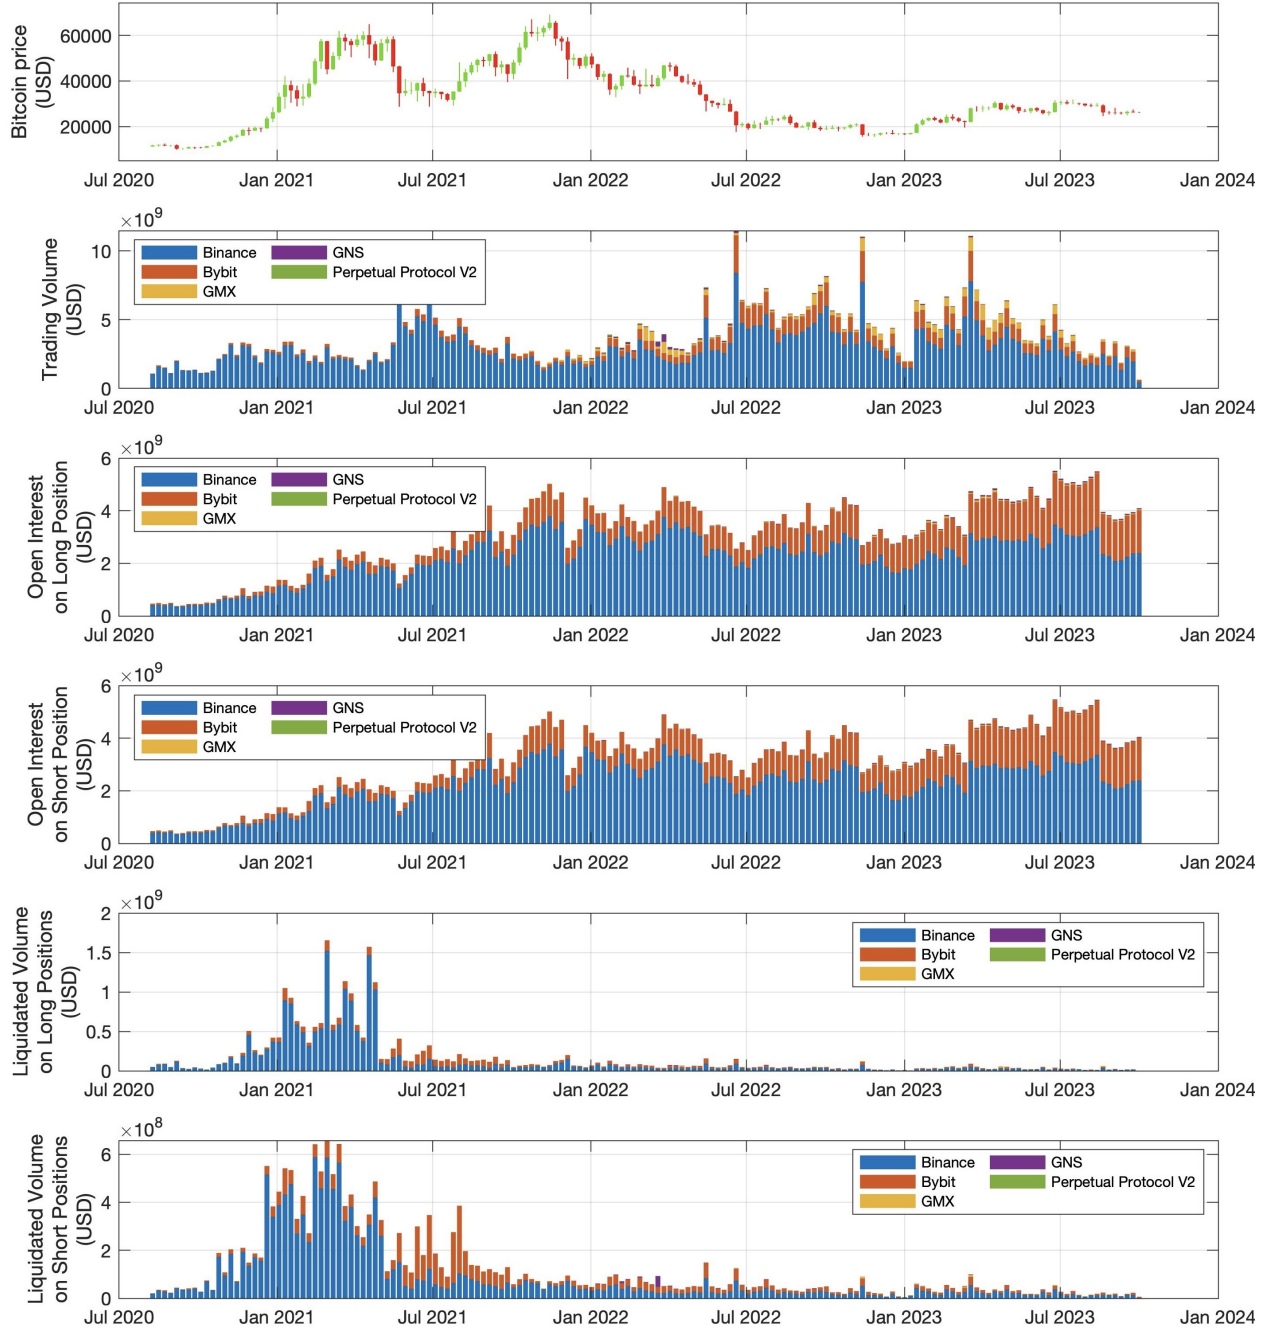 Bitcoin price
(USD)
60000
40000
20000
Jul 2020 Jan 2021 Jul 2021 Jan 2022 Jul 2022 Jan 2023 Jul 2023 Jan 2024
×10^9
Trading Volume
(USD)
10
5
0
Binance GNS
Bybit Perpetual Protocol V2
GMX
Jul 2020 Jan 2021 Jul 2021 Jan 2022 Jul 2022 Jan 2023 Jul 2023 Jan 2024
×10^9
Open Interest
on Long Position
(USD)
6
4
2
0
Binance GNS
Bybit Perpetual Protocol V2
GMX
Jul 2020 Jan 2021 Jul 2021 Jan 2022 Jul 2022 Jan 2023 Jul 2023 Jan 2024
×10^9
Open Interest
on Short Position
(USD)
6
4
2
0
Binance GNS
Bybit Perpetual Protocol V2
GMX
Jul 2020 Jan 2021 Jul 2021 Jan 2022 Jul 2022 Jan 2023 Jul 2023 Jan 2024
×10^9
Liquidated Volume
on Long Positions
(USD)
2
1.5
1
0.5
0
Binance GNS
Bybit Perpetual Protocol V2
GMX
Jul 2020 Jan 2021 Jul 2021 Jan 2022 Jul 2022 Jan 2023 Jul 2023 Jan 2024
×10^8
Liquidated Volume
on Short Positions
(USD)
6
4
2
0
Binance GNS
Bybit Perpetual Protocol V2
GMX
Jul 2020 Jan 2021 Jul 2021 Jan 2022 Jul 2022 Jan 2023 Jul 2023 Jan 2024